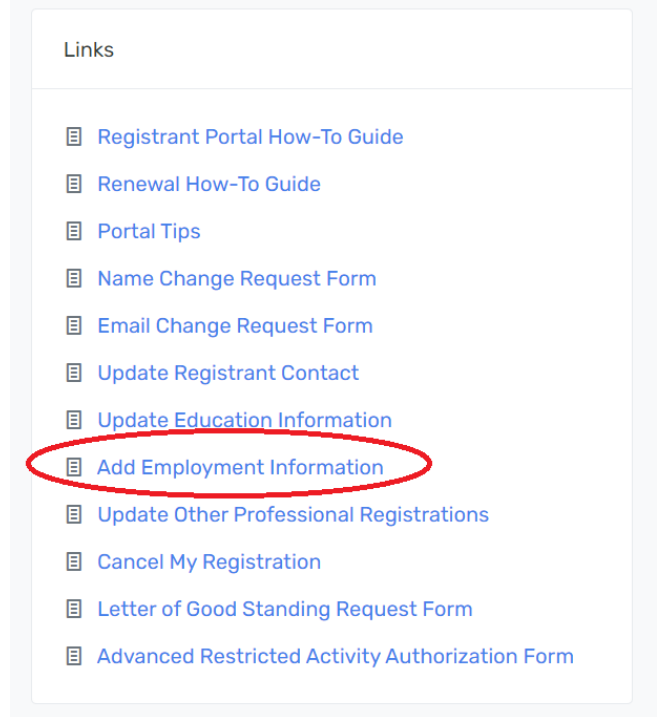 Links
Registrant Portal How-To Guide
Renewal How-To Guide
Portal Tips
Name Change Request Form
Email Change Request Form
Update Registrant Contact
Update Education Information
Add Employment Information
Update Other Professional Registrations
Cancel My Registration
Letter of Good Standing Request Form
Advanced Restricted Activity Authorization Form